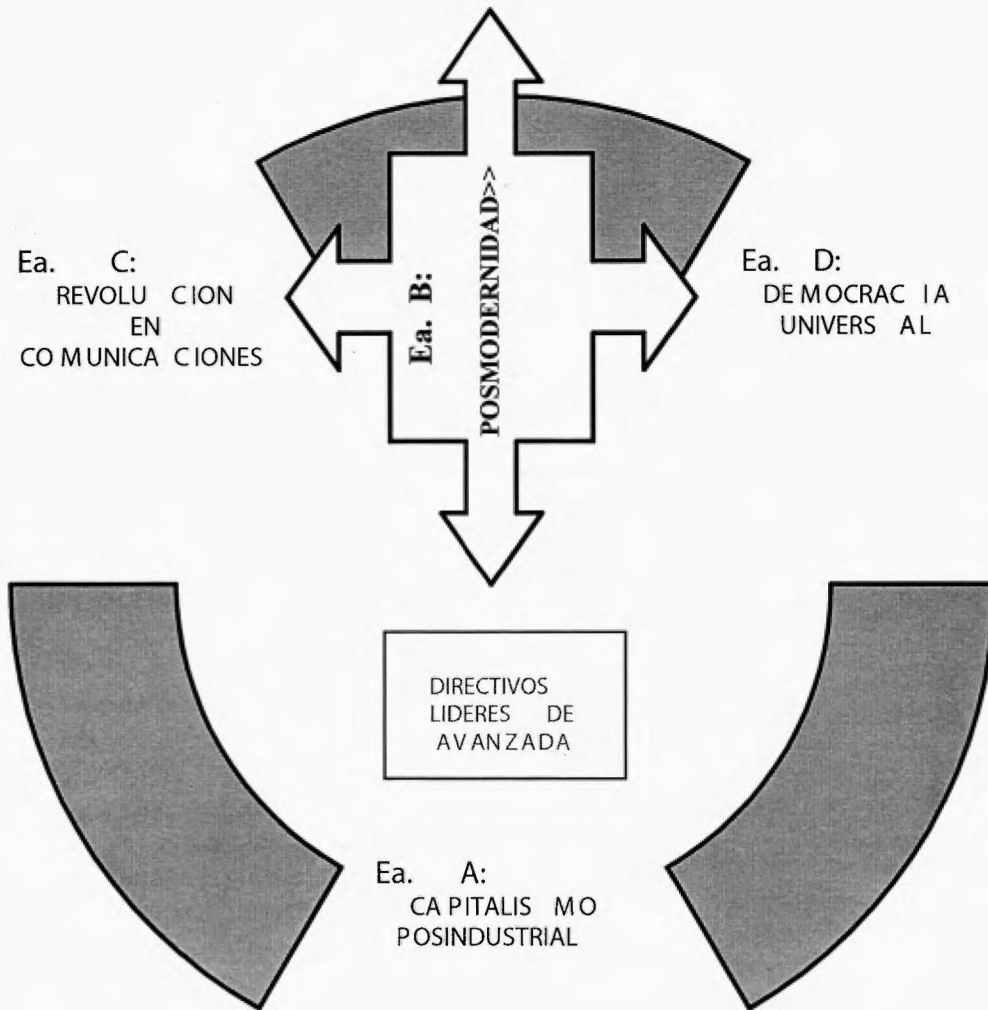 Ea. C:
REVOLUCION
EN
COMUNICACIONES
Ea. B:
POSMODERNIDAD>>
Ea. D:
DEMOCRACIA
UNIVERSAL
DIRECTIVOS
LIDERES DE
AVANZADA
Ea. A:
CAPITALISMO
POSINDUSTRIAL